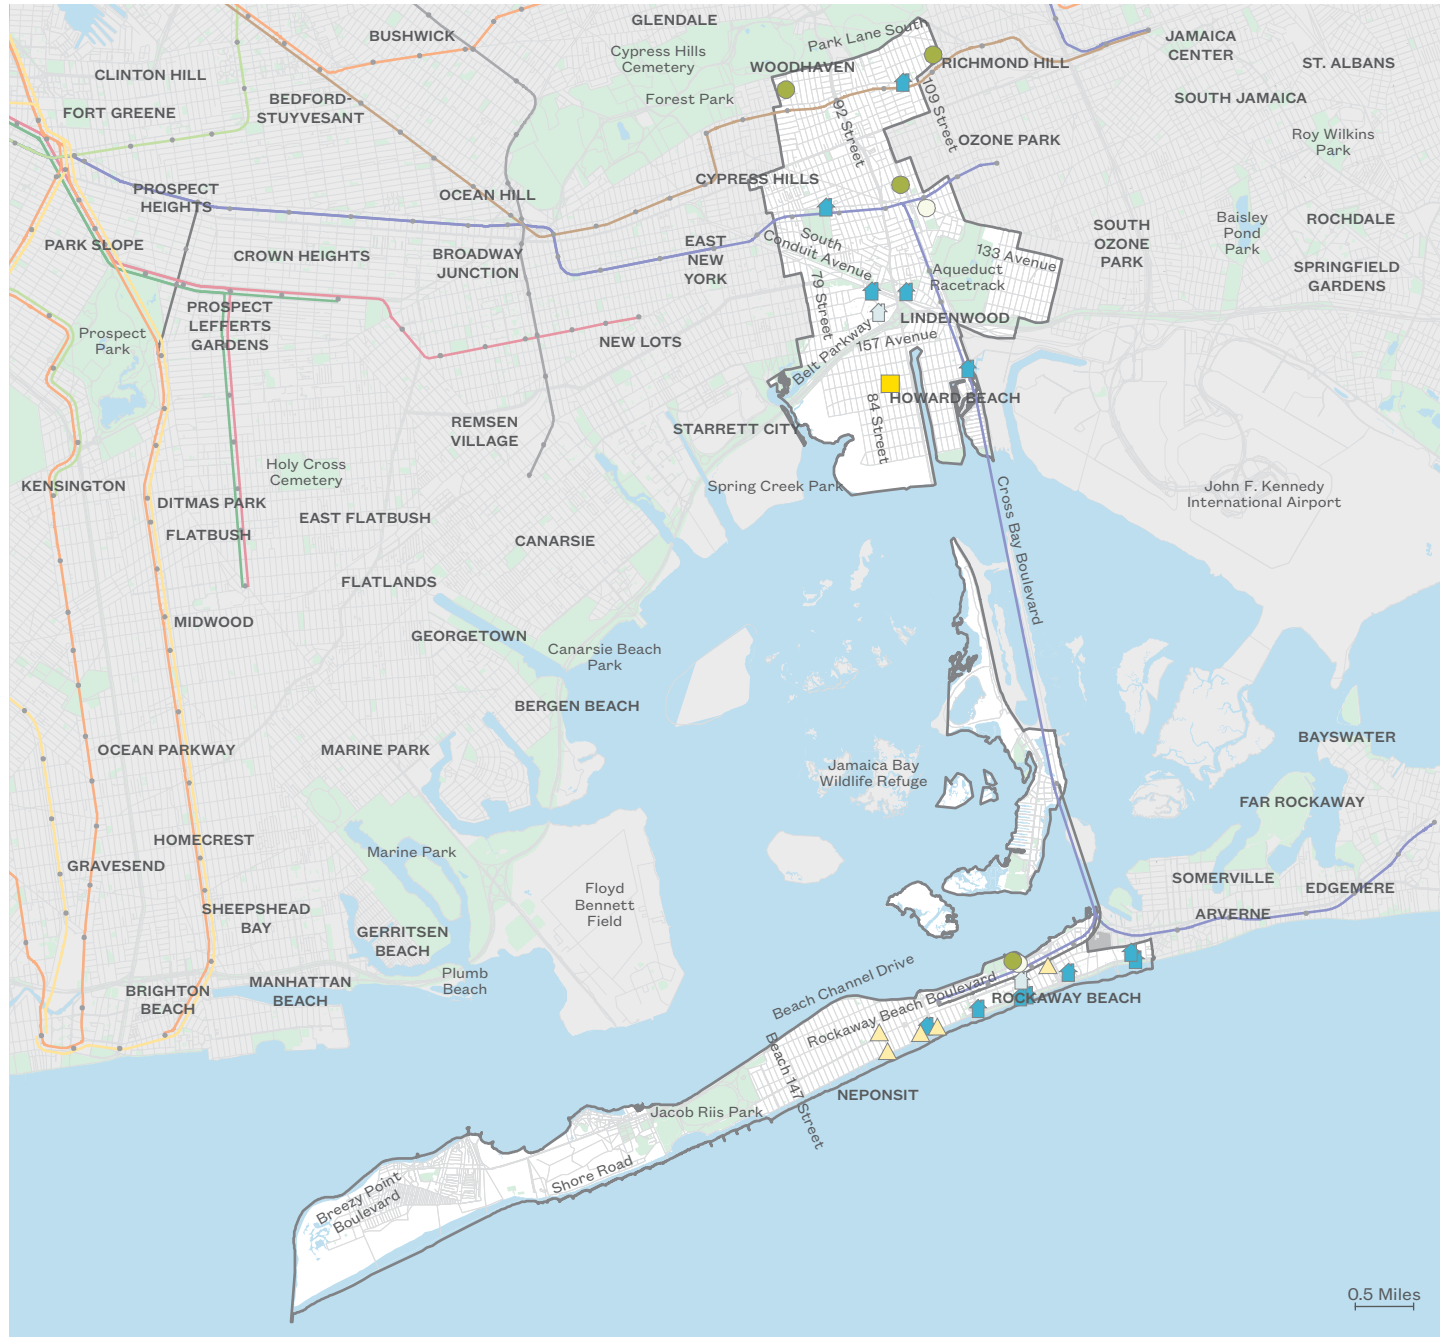 GLENDALE
BUSHWICK
Park Lane South
JAMAICA
CENTER
Cypress Hills
Cemetery
WOODHAVEN
RICHMOND HILL
ST. ALBANS
CLINTON HILL
BEDFORD-
STUYVESANT
Forest Park
SOUTH JAMAICA
FORT GREENE
92 Street
109 Street
OZONE PARK
Roy Wilkins
Park
CYPRESS HILLS
PROSPECT
HEIGHTS
OCEAN HILL
PARK SLOPE
CROWN HEIGHTS
BROADWAY
JUNCTION
EAST
NEW
YORK
South
Conduit Avenue
133 Avenue
SOUTH
OZONE
PARK
Baisley
Pond
Park
ROCHDALE
SPRINGFIELD
GARDENS
79 Street
Aqueduct
Racetrack
PROSPECT
LEFFERTS
GARDENS
Prospect
Park
NEW LOTS
LINDENWOOD
Belt Parkway
157 Avenue
84 Street
HOWARD BEACH
REMSEN
VILLAGE
STARRETT CITY
Holy Cross
Cemetery
KENSINGTON
DITMAS PARK
Spring Creek Park
John F. Kennedy
International Airport
EAST FLATBUSH
FLATBUSH
CANARSIE
Cross Bay Boulevard
FLATLANDS
MIDWOOD
GEORGETOWN
Canarsie Beach
Park
BERGEN BEACH
OCEAN PARKWAY
MARINE PARK
Jamaica Bay
Wildlife Refuge
BAYSWATER
FAR ROCKAWAY
HOMECREST
GRAVESEND
Marine Park
Floyd
Bennett
Field
SOMERVILLE
EDGEMERE
SHEEPSHEAD
BAY
GERRITSEN
BEACH
ARVERNE
Plumb
Beach
MANHATTAN
BEACH
BRIGHTON
BEACH
Beach Channel Drive
Rockaway Beach Boulevard
ROCKAWAY BEACH
Beach 147 Street
NEPONSIT
Jacob Riis Park
Shore Road
Breezy Point
Boulevard
0.5 Miles